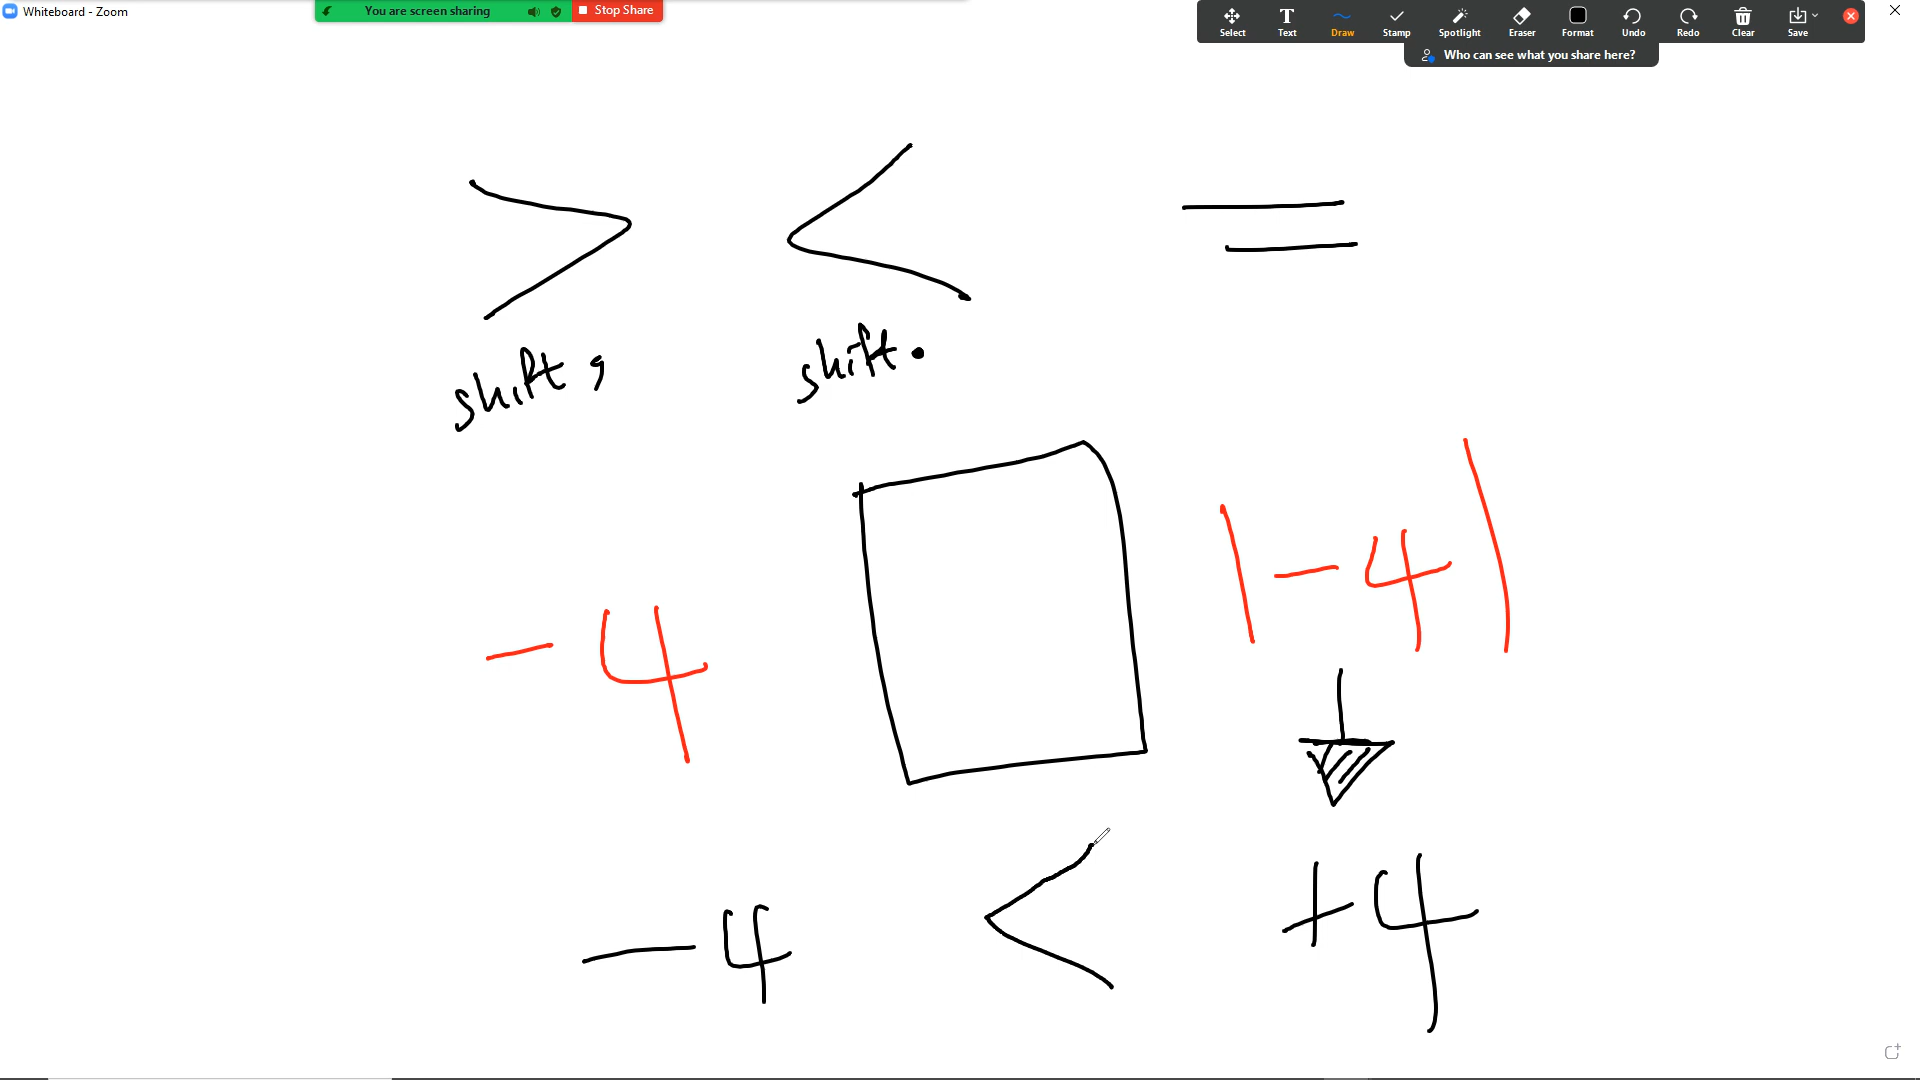 Whiteboard - Zoom
You are screen sharing Stop Share
Select Text Draw Stamp Spotlight Eraser Format Undo Redo Clear Save
Who can see what you share here?
> < =
shift , shift .
-4 |-4|
-4 < +4